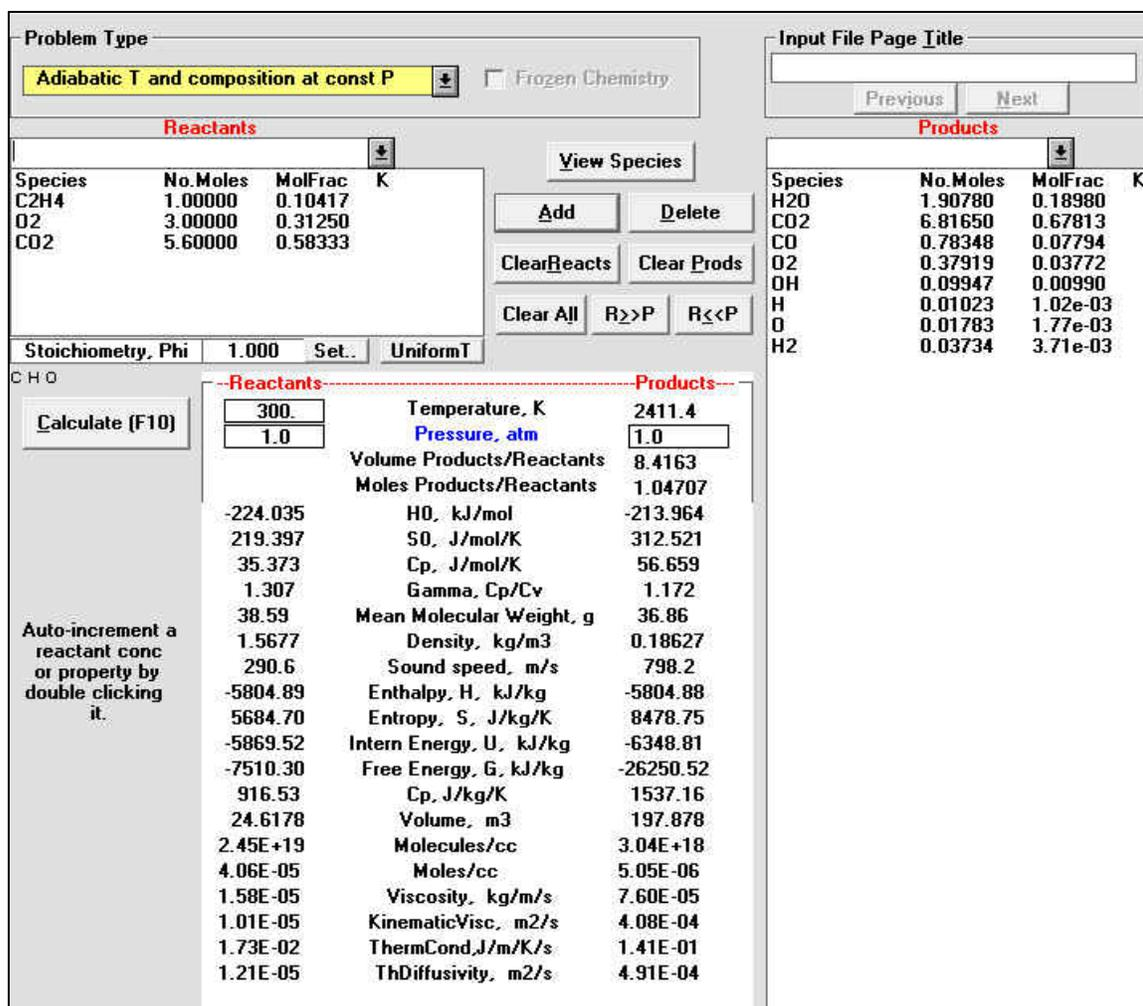 Problem Type
Input File Page Title
Adiabatic T and composition at const P
Frozen Chemistry
Previous Next
Reactants
Products
View Species
Species No.Moles MolFrac K
C2H4 1.00000 0.10417
O2 3.00000 0.31250
CO2 5.60000 0.58333
Add Delete
ClearReacts Clear Prods
Clear All R>>P R<<P
Species No.Moles MolFrac K
H2O 1.90780 0.18980
CO2 6.81650 0.67813
CO 0.78348 0.07794
O2 0.37919 0.03772
OH 0.09947 0.00990
H 0.01023 1.02e-03
O 0.01783 1.77e-03
H2 0.03734 3.71e-03
Stoichiometry, Phi 1.000 Set.. UniformT
C H O
Calculate (F10)
--Reactants--Products---
300. Temperature, K 2411.4
1.0 Pressure, atm 1.0
Volume Products/Reactants 8.4163
Moles Products/Reactants 1.04707
-224.035 H0, kJ/mol -213.964
219.397 S0, J/mol/K 312.521
35.373 Cp, J/mol/K 56.659
1.307 Gamma, Cp/Cv 1.172
38.59 Mean Molecular Weight, g 36.86
1.5677 Density, kg/m3 0.18627
290.6 Sound speed, m/s 798.2
-5804.89 Enthalpy, H, kJ/kg -5804.88
5684.70 Entropy, S, J/kg/K 8478.75
-5869.52 Intern Energy, U, kJ/kg -6348.81
-7510.30 Free Energy, G, kJ/kg -26250.52
916.53 Cp, J/kg/K 1537.16
24.6178 Volume, m3 197.878
2.45E+19 Molecules/cc 3.04E+18
4.06E-05 Moles/cc 5.05E-06
1.58E-05 Viscosity, kg/m/s 7.60E-05
1.01E-05 KinematicVisc, m2/s 4.08E-04
1.73E-02 ThermCond,J/m/K/s 1.41E-01
1.21E-05 ThDiffusivity, m2/s 4.91E-04
Auto-increment a
reactant conc
or property by
double clicking
it.